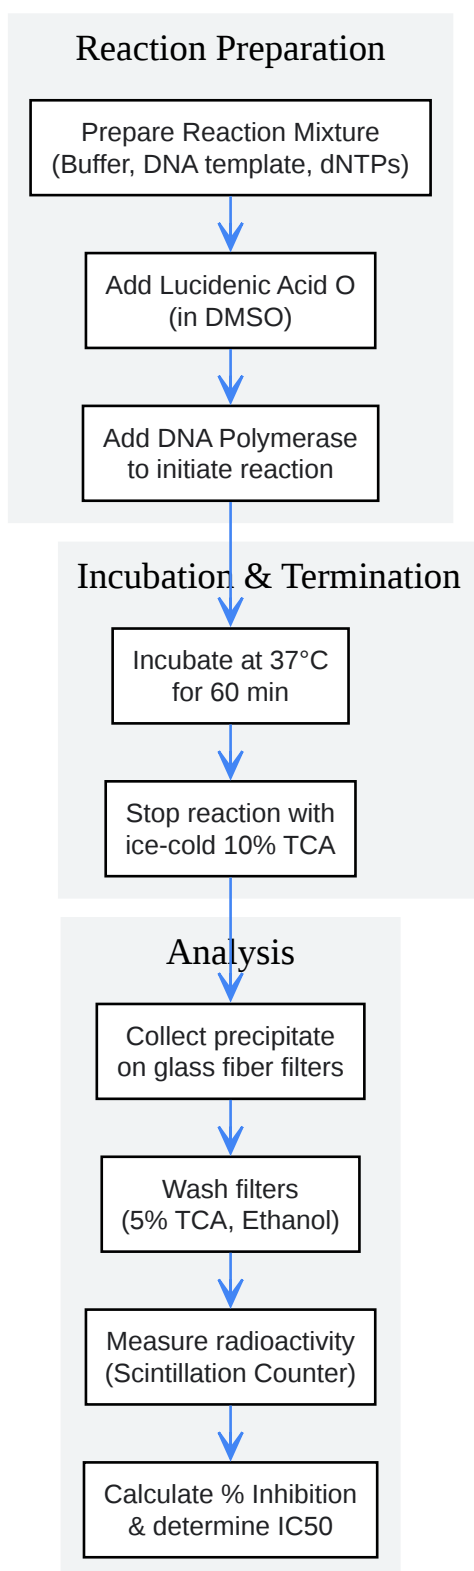 Reaction Preparation
Prepare Reaction Mixture
(Buffer, DNA template, dNTPs)
Add Lucidenic Acid O
(in DMSO)
Add DNA Polymerase
to initiate reaction
Incubation & Termination
Incubate at 37°C
for 60 min
Stop reaction with
ice-cold 10% TCA
Analysis
Collect precipitate
on glass fiber filters
Wash filters
(5% TCA, Ethanol)
Measure radioactivity
(Scintillation Counter)
Calculate % Inhibition
& determine IC50